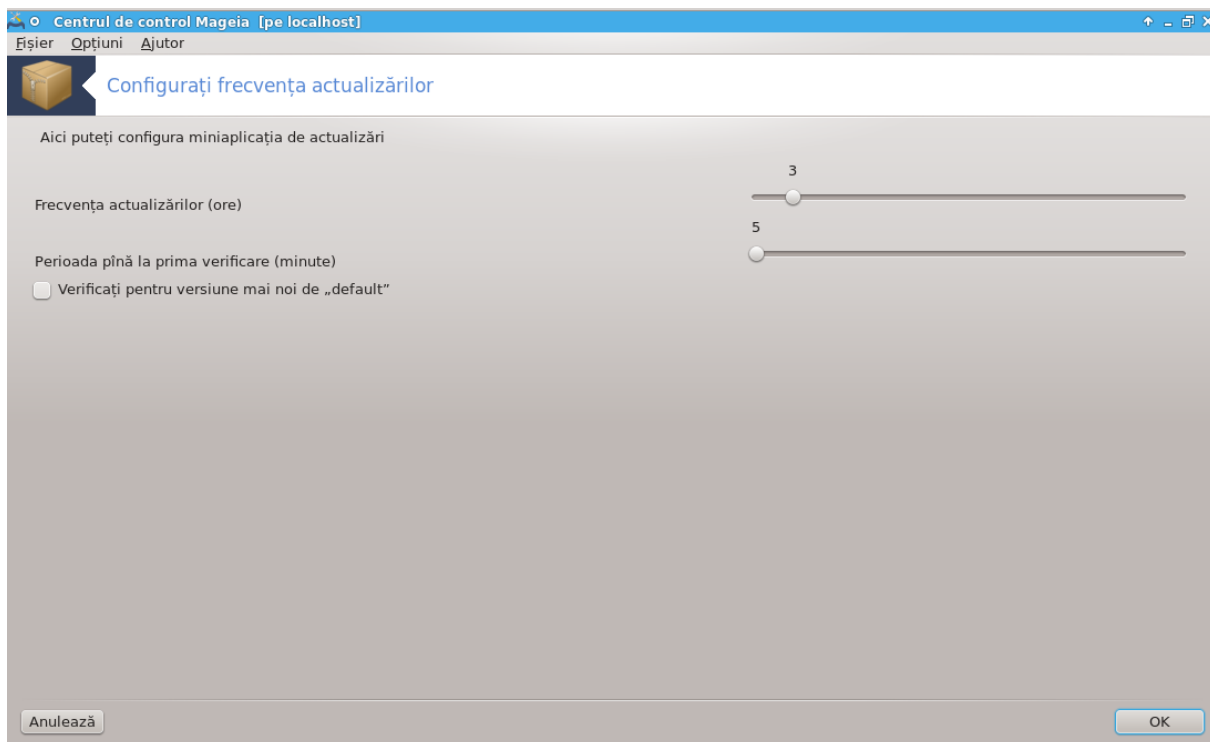 Centrul de control Mageia [pe localhost]
Fișier Opțiuni Ajutor
Configurați frecvența actualizărilor
Aici puteți configura miniaplicația de actualizări
3
Frecvența actualizărilor (ore)
5
Perioada pînă la prima verificare (minute)
Verificați pentru versiune mai noi de „default”
Anulează OK